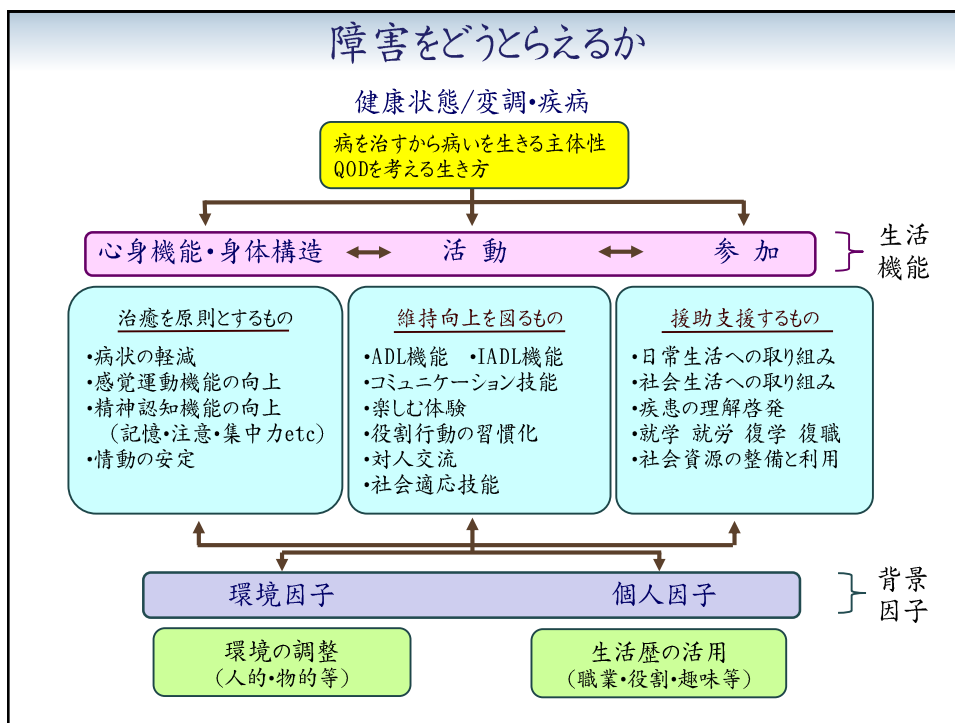 障害をどうとらえるか
健康状態/変調・疾病
病を治すから病いを生きる主体性
QODを考える生き方
心身機能・身体構造
活動
参加
生活
機能
治癒を原則とするもの
・病状の軽減
・感覚運動機能の向上
・精神認知機能の向上
（記憶・注意・集中力etc）
・情動の安定
維持向上を図るもの
・ADL機能 ・IADL機能
・コミュニケーション技能
・楽しむ体験
・役割行動の習慣化
・対人交流
・社会適応技能
援助支援するもの
・日常生活への取り組み
・社会生活への取り組み
・疾患の理解啓発
・就学 就労 復学 復職
・社会資源の整備と利用
環境因子
個人因子
背景
因子
環境の調整
（人的・物的等）
生活歴の活用
（職業・役割・趣味等）